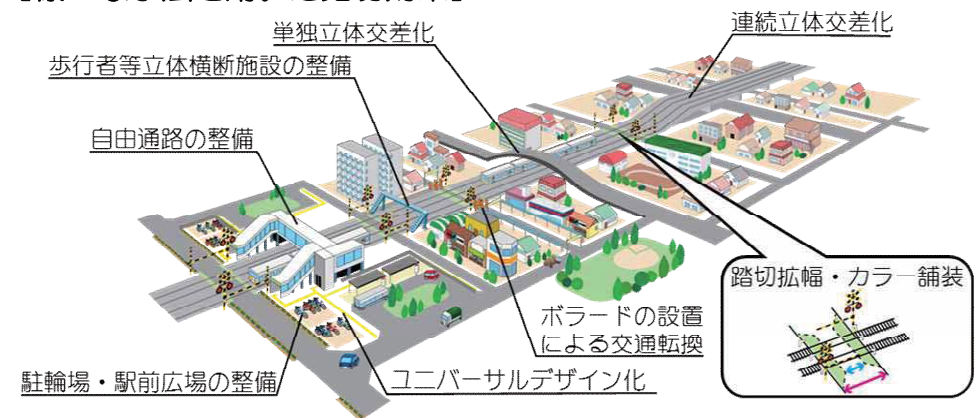 単独立体交差化
連続立体交差化
歩行者等立体横断施設の整備
自由通路の整備
踏切拡幅・カラー舗装
ボラードの設置
による交通転換
駐輪場・駅前広場の整備
ユニバーサルデザイン化